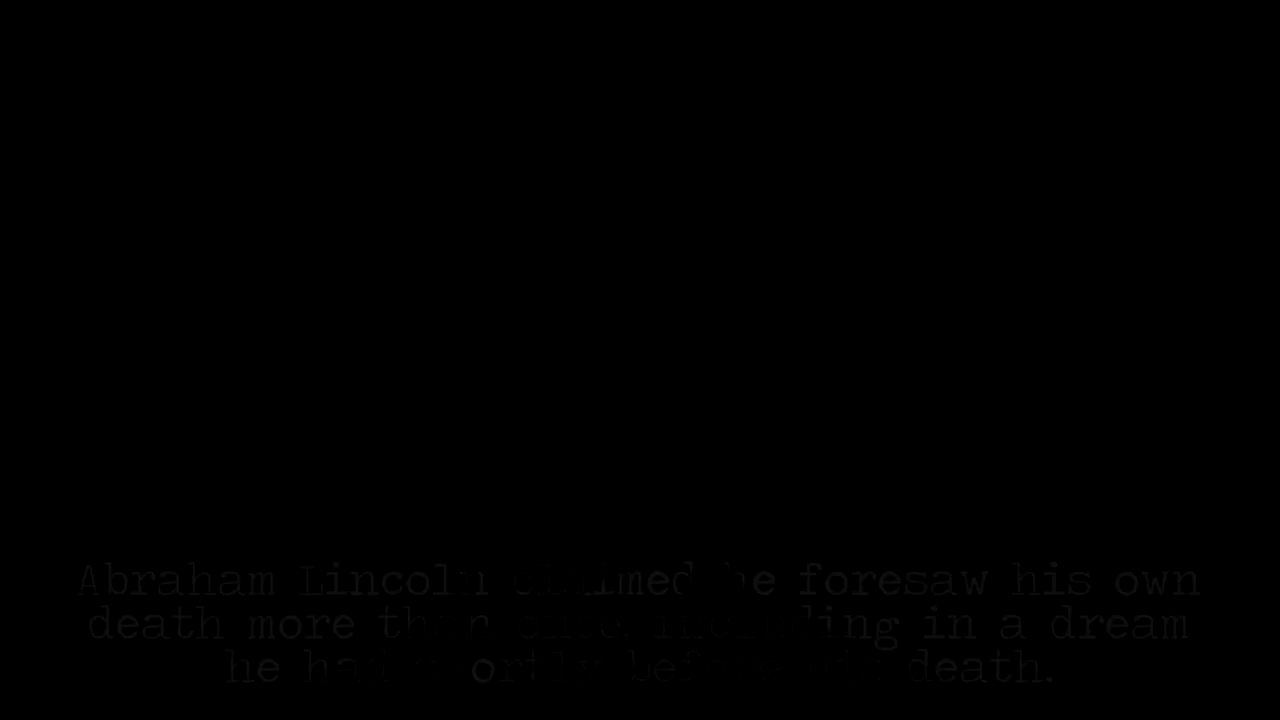 Abraham Lincoln claimed he foresaw his own
death more than once, including in a dream
he had shortly before his death.